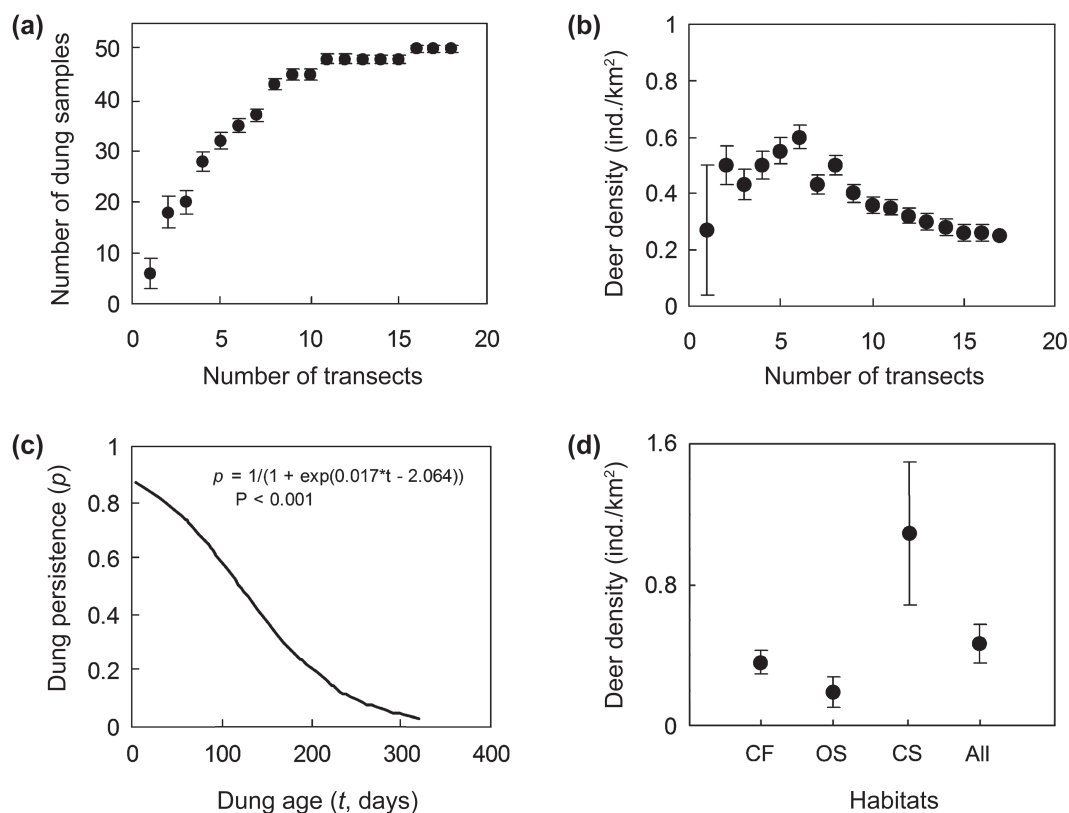 (a)
Number of dung samples
50
40
30
20
10
0
0 5 10 15 20
Number of transects
(b)
Deer density (ind./km²)
1
0.8
0.6
0.4
0.2
0
0 5 10 15 20
Number of transects
(c)
Dung persistence (p)
1
0.8
0.6
0.4
0.2
0
p = 1/(1 + exp(0.017*t - 2.064))
P < 0.001
0 100 200 300 400
Dung age (t, days)
(d)
Deer density (ind./km²)
1.6
0.8
0
CF OS CS All
Habitats